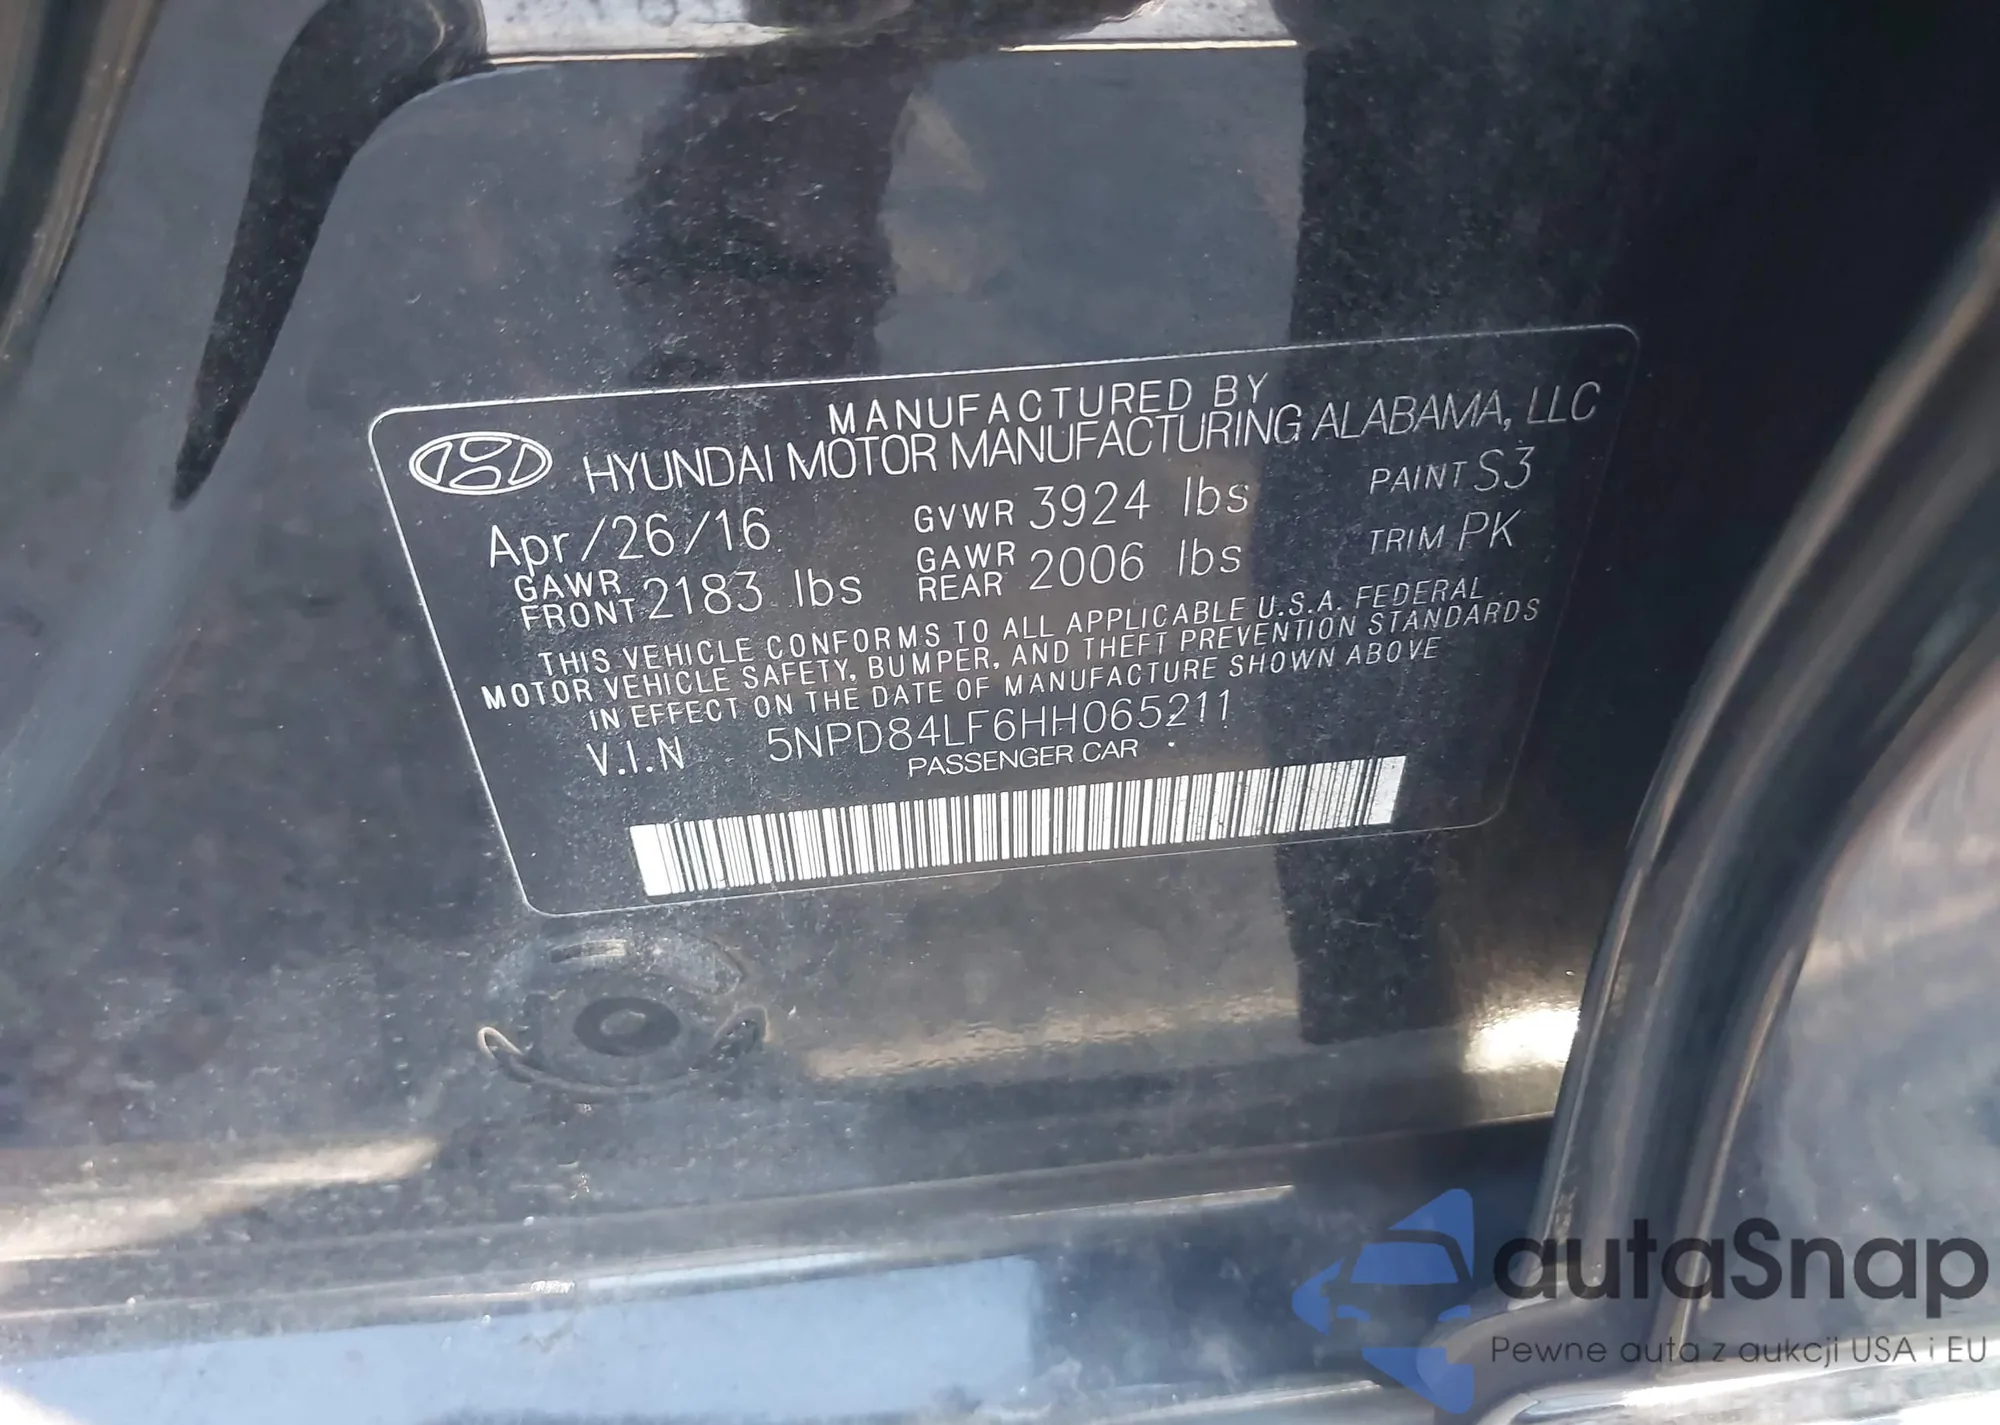 MANUFACTURED BY
HYUNDAI MOTOR MANUFACTURING ALABAMA, LLC
Apr/26/16 GVWR 3924 lbs PAINT S3
GAWR FRONT 2183 lbs GAWR REAR 2006 lbs TRIM PK
THIS VEHICLE CONFORMS TO ALL APPLICABLE U.S.A. FEDERAL
MOTOR VEHICLE SAFETY, BUMPER, AND THEFT PREVENTION STANDARDS
IN EFFECT ON THE DATE OF MANUFACTURE SHOWN ABOVE
V.I.N 5NPD84LF6HH065211
PASSENGER CAR
autaSnap
Pewne auta z aukcji USA i EU